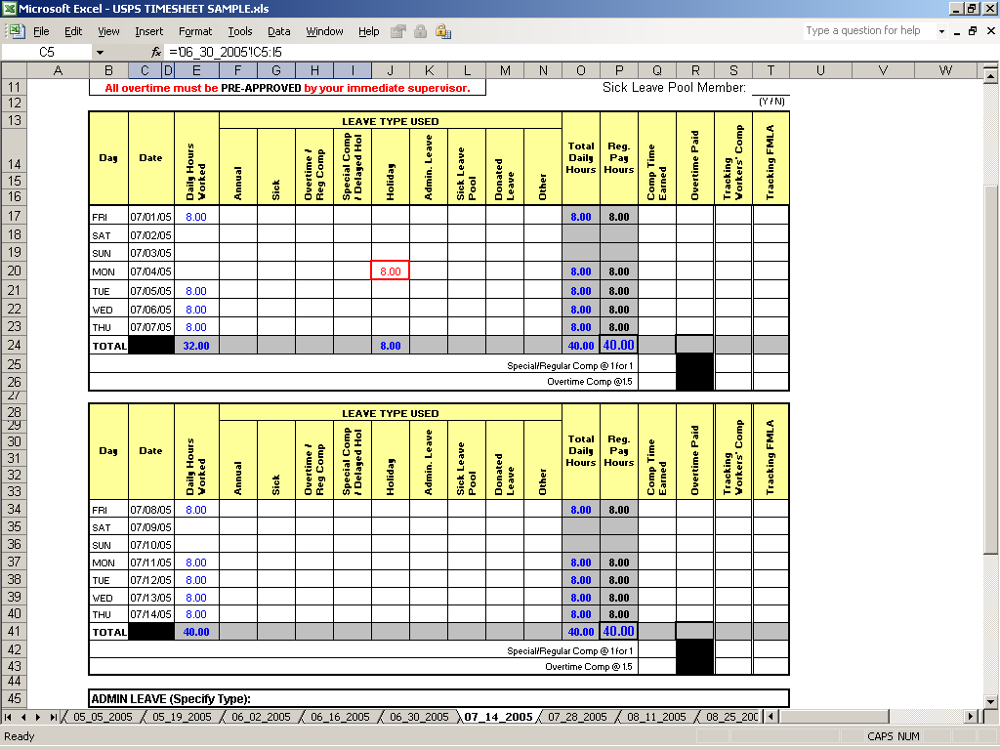 Microsoft Excel - USPS TIMESHEET SAMPLE.xls
File Edit View Insert Format Tools Data Window Help Type a question for help
C5 fx ='06_30_2005'!C5:I5
A B C D E F G H I J K L M N O P Q R S T U V W
11 All overtime must be PRE-APPROVED by your immediate supervisor. Sick Leave Pool Member:
12 (Y / N)
13 LEAVE TYPE USED
14 Day Date Daily Hours Worked Annual Sick Overtime / Reg Comp Special Comp / Delayed Hol Holiday Admin. Leave Sick Leave Pool Donated Leave Other Total Daily Hours Reg. Pay Hours Comp Time Earned Overtime Paid Tracking Workers' Comp Tracking FMLA
15
16
17 FRI 07/01/05 8.00 8.00 8.00
18 SAT 07/02/05
19 SUN 07/03/05
20 MON 07/04/05 8.00 8.00 8.00
21 TUE 07/05/05 8.00 8.00 8.00
22 WED 07/06/05 8.00 8.00 8.00
23 THU 07/07/05 8.00 8.00 8.00
24 TOTAL 32.00 8.00 40.00 40.00
25 Special/Regular Comp @ 1 for 1
26 Overtime Comp @1.5
27
28 LEAVE TYPE USED
29
30 Day Date Daily Hours Worked Annual Sick Overtime / Reg Comp Special Comp / Delayed Hol Holiday Admin. Leave Sick Leave Pool Donated Leave Other Total Daily Hours Reg. Pay Hours Comp Time Earned Overtime Paid Tracking Workers' Comp Tracking FMLA
31
32
33
34 FRI 07/08/05 8.00 8.00 8.00
35 SAT 07/09/05
36 SUN 07/10/05
37 MON 07/11/05 8.00 8.00 8.00
38 TUE 07/12/05 8.00 8.00 8.00
39 WED 07/13/05 8.00 8.00 8.00
40 THU 07/14/05 8.00 8.00 8.00
41 TOTAL 40.00 40.00 40.00
42 Special/Regular Comp @ 1 for 1
43 Overtime Comp @ 1.5
44
45 ADMIN LEAVE (Specify Type):
05_05_2005 05_19_2005 06_02_2005 06_16_2005 06_30_2005 07_14_2005 07_28_2005 08_11_2005 08_25_200
Ready CAPS NUM